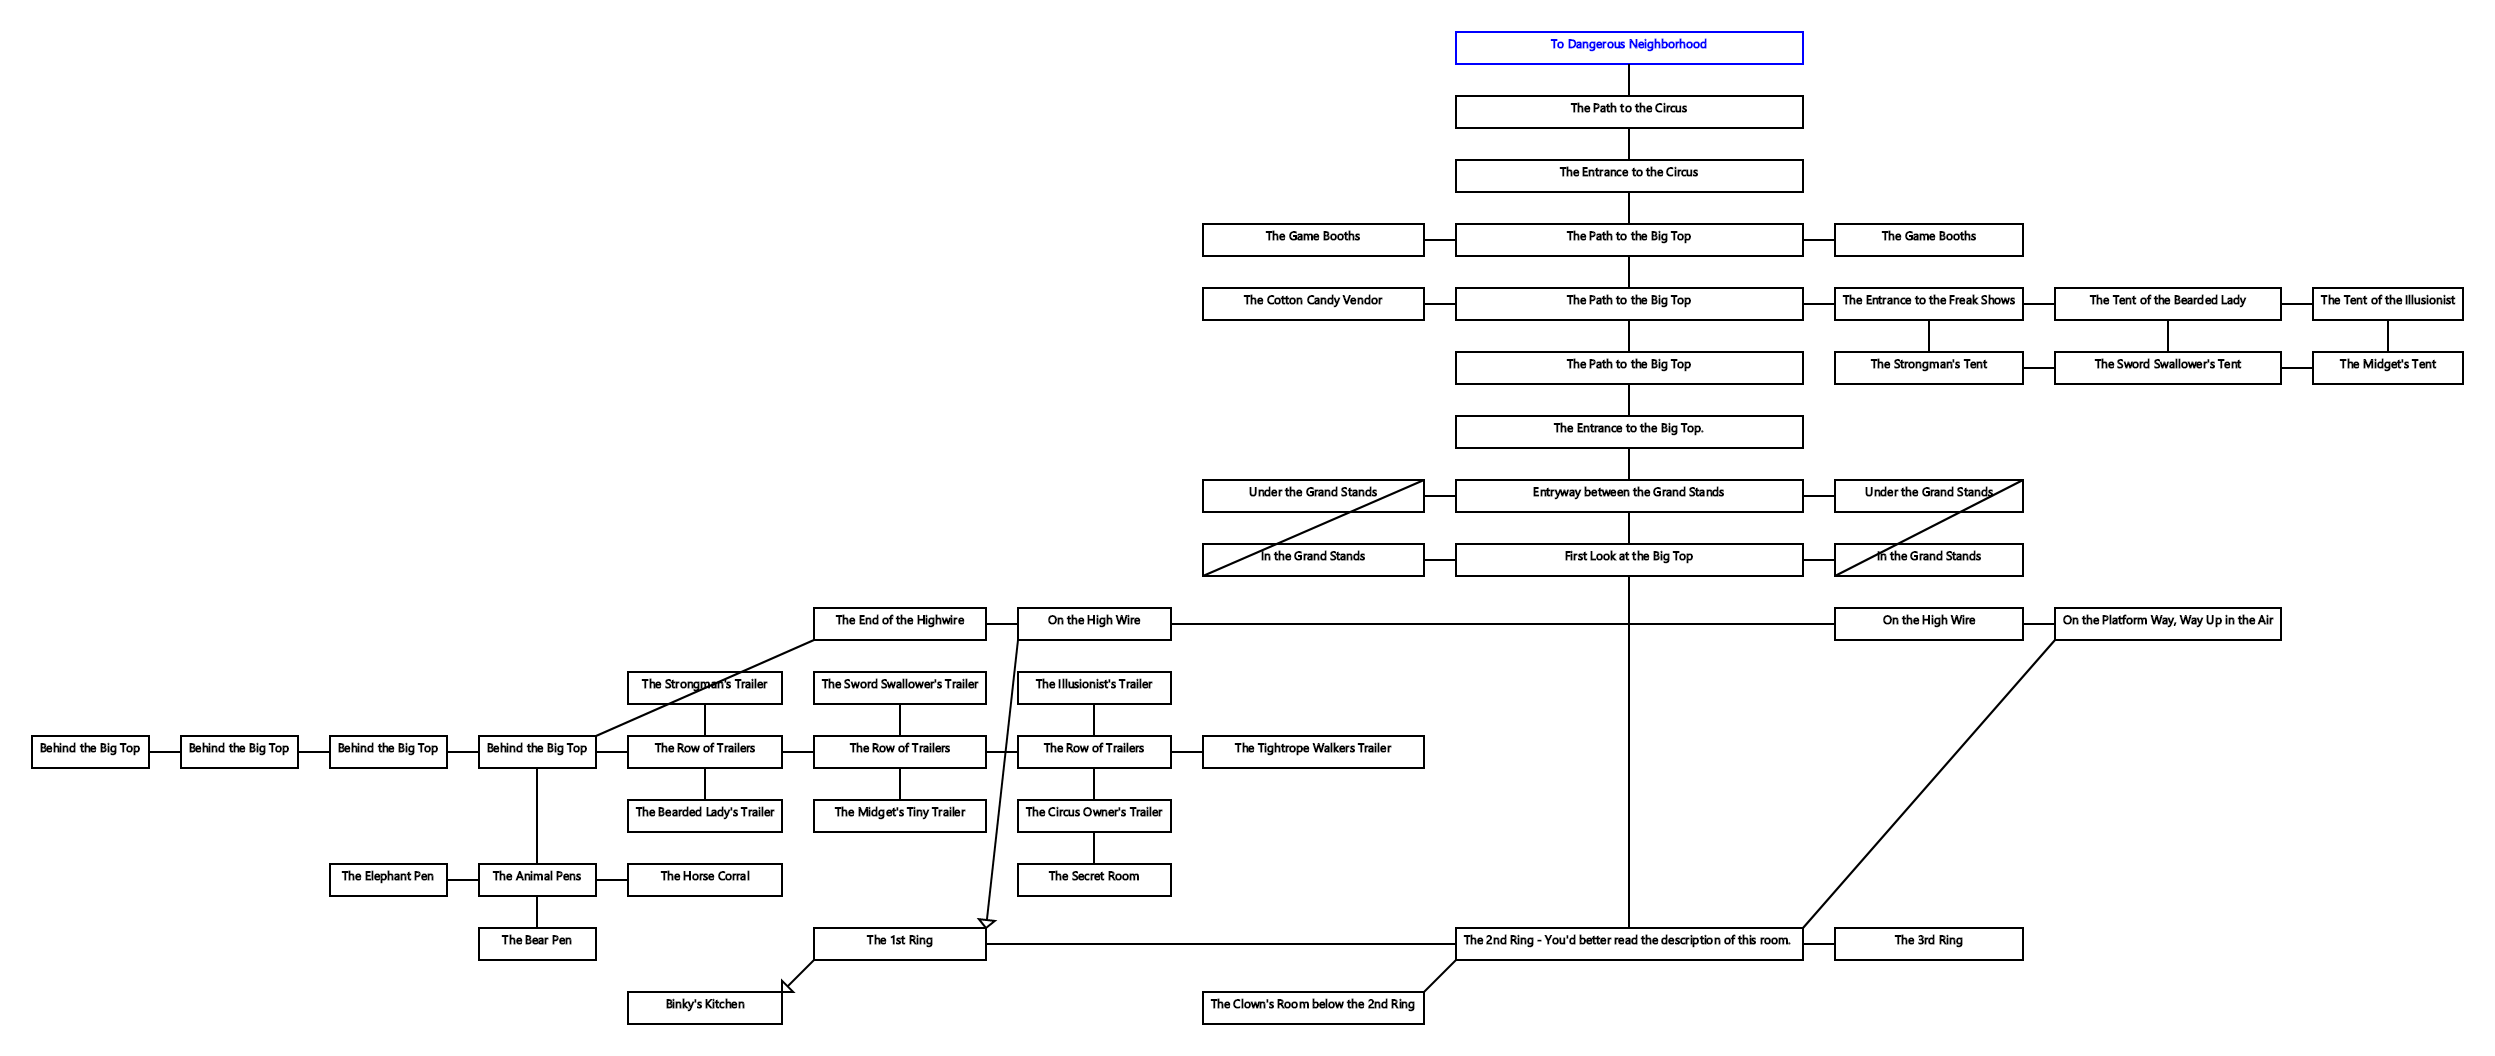 To Dangerous Neighborhood
The Path to the Circus
The Entrance to the Circus
The Game Booths
The Path to the Big Top
The Game Booths
The Cotton Candy Vendor
The Path to the Big Top
The Entrance to the Freak Shows
The Tent of the Bearded Lady
The Tent of the Illusionist
The Path to the Big Top
The Strongman's Tent
The Sword Swallower's Tent
The Midget's Tent
The Entrance to the Big Top.
Under the Grand Stands
Entryway between the Grand Stands
Under the Grand Stands
In the Grand Stands
First Look at the Big Top
In the Grand Stands
The End of the Highwire
On the High Wire
On the High Wire
On the Platform Way, Way Up in the Air
The Strongman's Trailer
The Sword Swallower's Trailer
The Illusionist's Trailer
Behind the Big Top
Behind the Big Top
Behind the Big Top
Behind the Big Top
The Row of Trailers
The Row of Trailers
The Row of Trailers
The Tightrope Walkers Trailer
The Bearded Lady's Trailer
The Midget's Tiny Trailer
The Circus Owner's Trailer
The Elephant Pen
The Animal Pens
The Horse Corral
The Secret Room
The Bear Pen
The 1st Ring
The 2nd Ring - You'd better read the description of this room.
The 3rd Ring
Binky's Kitchen
The Clown's Room below the 2nd Ring